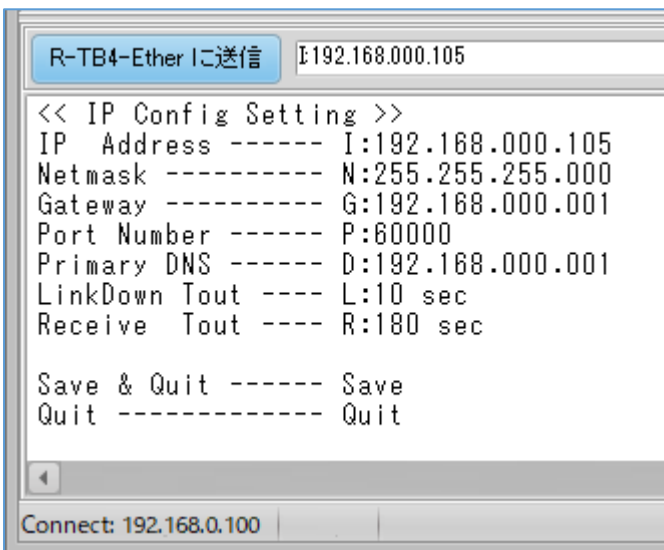 R-TB4-Ether に送信
I:192.168.000.105
<< IP Config Setting >>
IP  Address ------ I:192.168.000.105
Netmask ---------- N:255.255.255.000
Gateway ---------- G:192.168.000.001
Port Number ------ P:60000
Primary DNS ------ D:192.168.000.001
LinkDown Tout ---- L:10 sec
Receive  Tout ---- R:180 sec
Save & Quit ------ Save
Quit ------------- Quit
Connect: 192.168.0.100